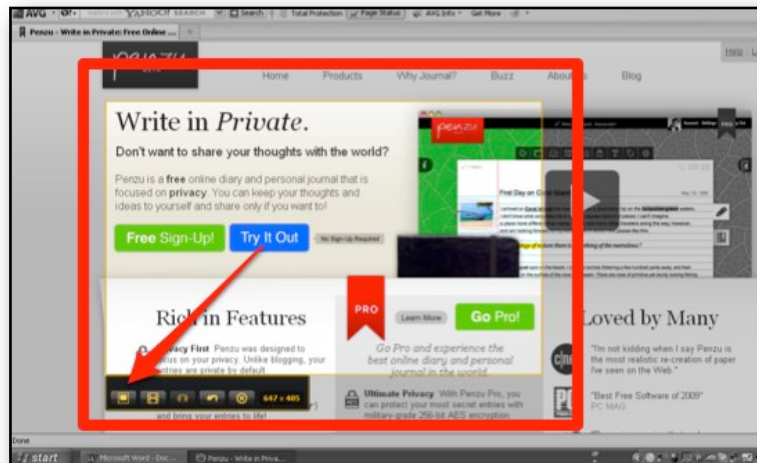 AVG
YAHOO! SEARCH
Search
Total Protection
Page Status
AVG Info
Get More
Penzu - Write in Private: Free Online ...
penzu
Help
Home Products Why Journal? Buzz About Us Blog
Write in Private.
Don't want to share your thoughts with the world?
Penzu is a free online diary and personal journal that is
focused on privacy. You can keep your thoughts and
ideas to yourself and share only if you want to!
Free Sign-Up!
Try It Out
No Sign-Up Required
penzu
PRO
First Day on Coral Island
Rich in Features
Privacy First Penzu was designed to
focus on your privacy. Unlike blogging, your
entries are private by default
and bring your entries to life!
647 x 405
PRO
Learn More
Go Pro!
Go Pro and experience the
best online diary and personal
journal in the world.
Ultimate Privacy With Penzu Pro, you
can protect your most secret entries with
military-grade 256-bit AES encryption
Loved by Many
"I'm not kidding when I say Penzu is
the most realistic re-creation of paper
I've seen on the Web."
"Best Free Software of 2009"
PC MAG
Done
start
Microsoft Word - Doc...
Penzu - Write in Priva...